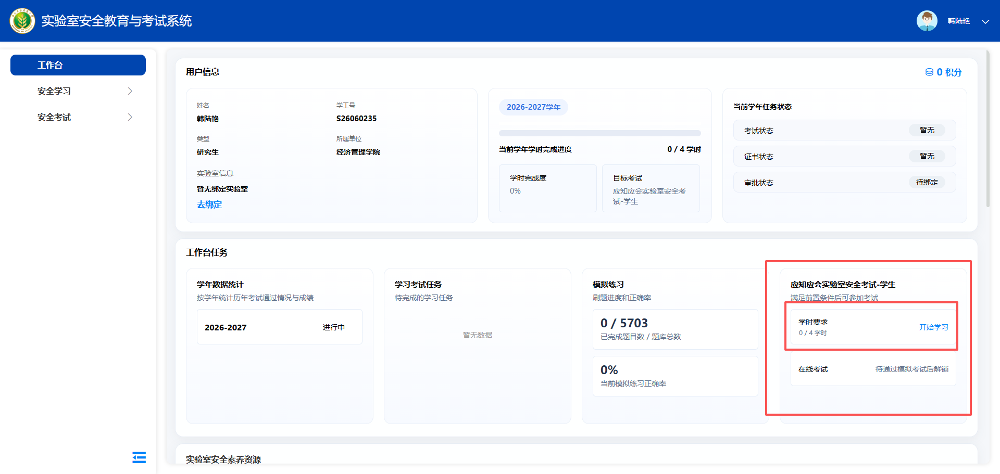 实验室安全教育与考试系统
韩陆艳
工作台
安全学习
安全考试
用户信息
0 积分
姓名
韩陆艳
学工号
S26060235
类型
研究生
所属单位
经济管理学院
实验室信息
暂无绑定实验室
去绑定
2026-2027学年
当前学年学时完成进度
0 / 4 学时
学时完成度
0%
目标考试
应知应会实验室安全考
试-学生
当前学年任务状态
考试状态
暂无
证书状态
暂无
审批状态
待绑定
工作台任务
学年数据统计
按学年统计历年考试通过情况与成绩
2026-2027
进行中
学习考试任务
待完成的学习任务
暂无数据
模拟练习
刷题进度和正确率
0 / 5703
已完成题目数 / 题库总数
0%
当前模拟练习正确率
应知应会实验室安全考试-学生
满足前置条件后可参加考试
学时要求
0 / 4 学时
开始学习
在线考试
待通过模拟考试后解锁
实验室安全素养资源